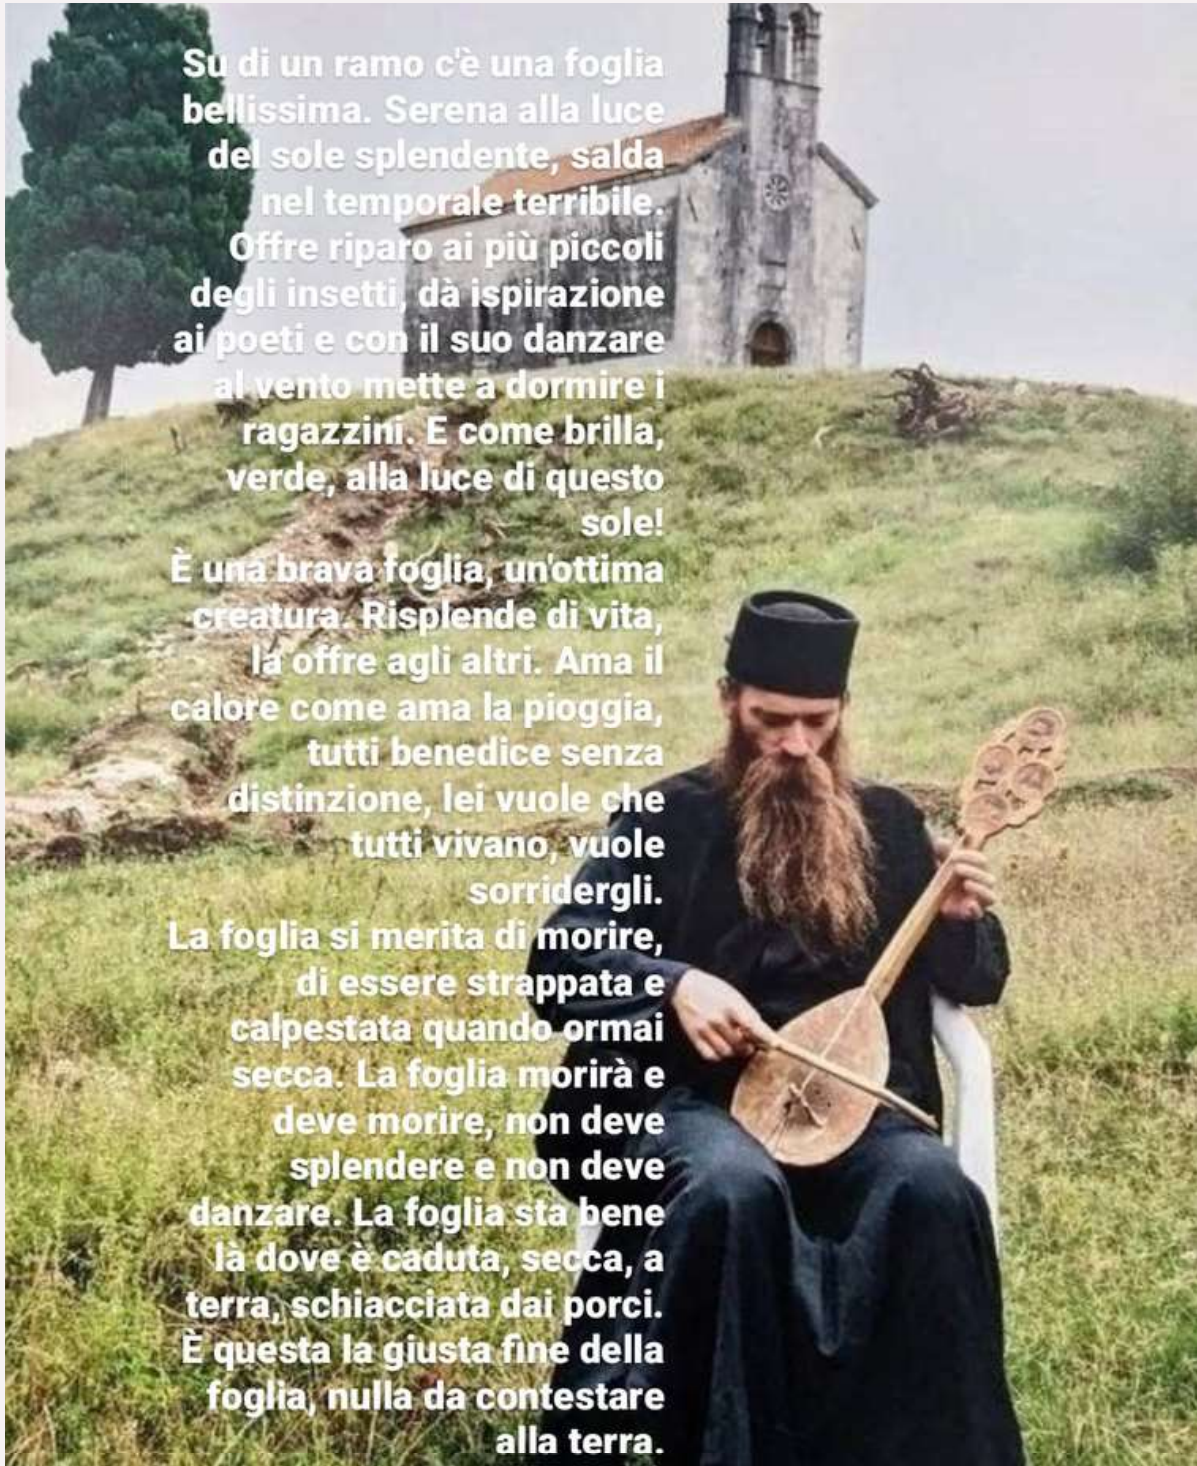 Su di un ramo c'è una foglia
bellissima. Serena alla luce
del sole splendente, salda
nel temporale terribile.
Offre riparo ai più piccoli
degli insetti, dà ispirazione
ai poeti e con il suo danzare
al vento mette a dormire i
ragazzini. E come brilla,
verde, alla luce di questo
sole!
È una brava foglia, un'ottima
creatura. Risplende di vita,
la offre agli altri. Ama il
calore come ama la pioggia,
tutti benedice senza
distinzione, lei vuole che
tutti vivano, vuole
sorridergli.
La foglia si merita di morire,
di essere strappata e
calpestata quando ormai
secca. La foglia morirà e
deve morire, non deve
splendere e non deve
danzare. La foglia sta bene
là dove è caduta, secca, a
terra, schiacciata dai porci.
È questa la giusta fine della
foglia, nulla da contestare
alla terra.